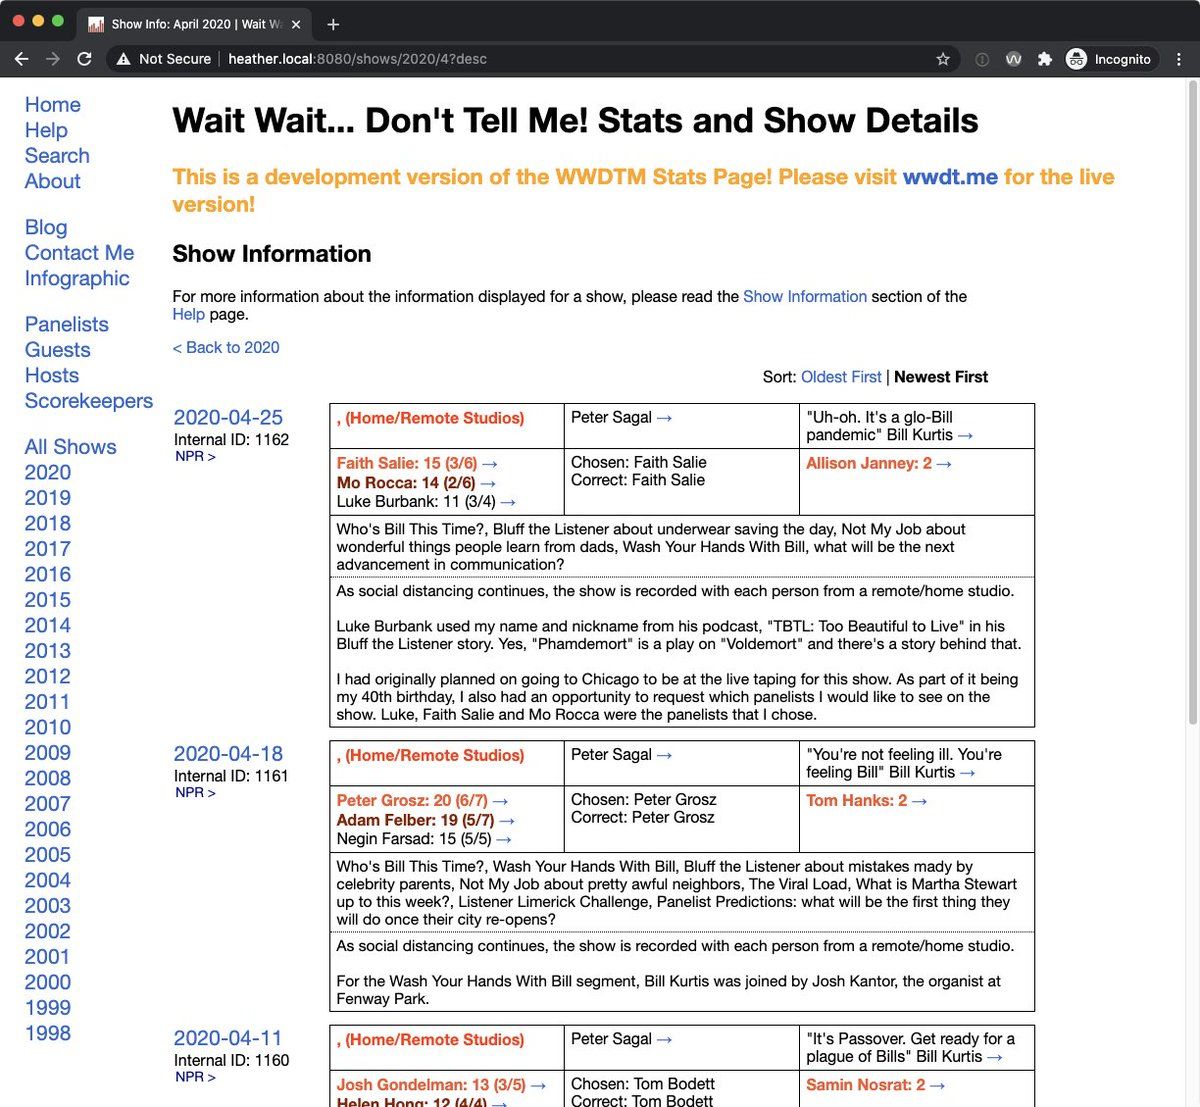 Show Info: April 2020 | Wait W
Not Secure | heather.local:8080/shows/2020/4?desc
Incognito
Home
Help
Search
About
Blog
Contact Me
Infographic
Panelists
Guests
Hosts
Scorekeepers
All Shows
2020
2019
2018
2017
2016
2015
2014
2013
2012
2011
2010
2009
2008
2007
2006
2005
2004
2003
2002
2001
2000
1999
1998
Wait Wait... Don't Tell Me! Stats and Show Details
This is a development version of the WWDTM Stats Page! Please visit wwdt.me for the live
version!
Show Information
For more information about the information displayed for a show, please read the Show Information section of the
Help page.
< Back to 2020
Sort: Oldest First | Newest First
2020-04-25
Internal ID: 1162
NPR >
, (Home/Remote Studios)
Peter Sagal →
"Uh-oh. It's a glo-Bill
pandemic" Bill Kurtis →
Faith Salie: 15 (3/6) →
Mo Rocca: 14 (2/6) →
Luke Burbank: 11 (3/4) →
Chosen: Faith Salie
Correct: Faith Salie
Allison Janney: 2 →
Who's Bill This Time?, Bluff the Listener about underwear saving the day, Not My Job about
wonderful things people learn from dads, Wash Your Hands With Bill, what will be the next
advancement in communication?
As social distancing continues, the show is recorded with each person from a remote/home studio.
Luke Burbank used my name and nickname from his podcast, "TBTL: Too Beautiful to Live" in his
Bluff the Listener story. Yes, "Phamdemort" is a play on "Voldemort" and there's a story behind that.
I had originally planned on going to Chicago to be at the live taping for this show. As part of it being
my 40th birthday, I also had an opportunity to request which panelists I would like to see on the
show. Luke, Faith Salie and Mo Rocca were the panelists that I chose.
2020-04-18
Internal ID: 1161
NPR >
, (Home/Remote Studios)
Peter Sagal →
"You're not feeling ill. You're
feeling Bill" Bill Kurtis →
Peter Grosz: 20 (6/7) →
Adam Felber: 19 (5/7) →
Negin Farsad: 15 (5/5) →
Chosen: Peter Grosz
Correct: Peter Grosz
Tom Hanks: 2 →
Who's Bill This Time?, Wash Your Hands With Bill, Bluff the Listener about mistakes mady by
celebrity parents, Not My Job about pretty awful neighbors, The Viral Load, What is Martha Stewart
up to this week?, Listener Limerick Challenge, Panelist Predictions: what will be the first thing they
will do once their city re-opens?
As social distancing continues, the show is recorded with each person from a remote/home studio.
For the Wash Your Hands With Bill segment, Bill Kurtis was joined by Josh Kantor, the organist at
Fenway Park.
2020-04-11
Internal ID: 1160
NPR >
, (Home/Remote Studios)
Peter Sagal →
"It's Passover. Get ready for a
plague of Bills" Bill Kurtis →
Josh Gondelman: 13 (3/5) →
Helen Hong: 12 (4/4) →
Chosen: Tom Bodett
Correct: Tom Bodett
Samin Nosrat: 2 →